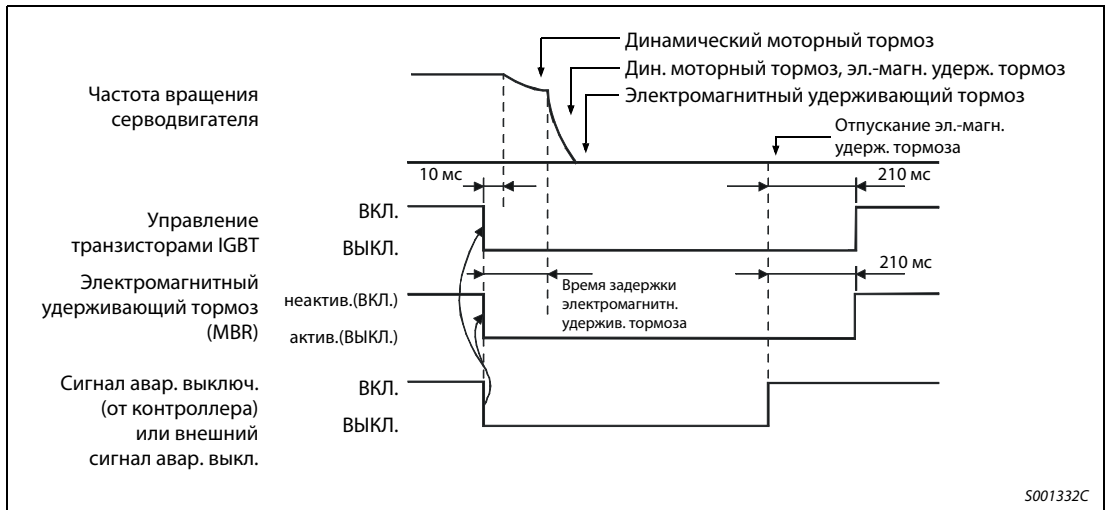 Динамический моторный тормоз
Дин. моторный тормоз, эл.-магн. удерж. тормоз
Электромагнитный удерживающий тормоз
Частота вращения
серводвигателя
Отпускание эл.-магн.
удерж. тормоза
10 мс
210 мс
Управление
транзисторами IGBT
ВКЛ.
ВЫКЛ.
210 мс
Электромагнитный
удерживающий тормоз
(MBR)
неактив.(ВКЛ.)
актив.(ВЫКЛ.)
Время задержки
электромагнитн.
удержив. тормоза
Сигнал авар. выключ.
(от контроллера)
или внешний
сигнал авар. выкл.
ВКЛ.
ВЫКЛ.
S001332C